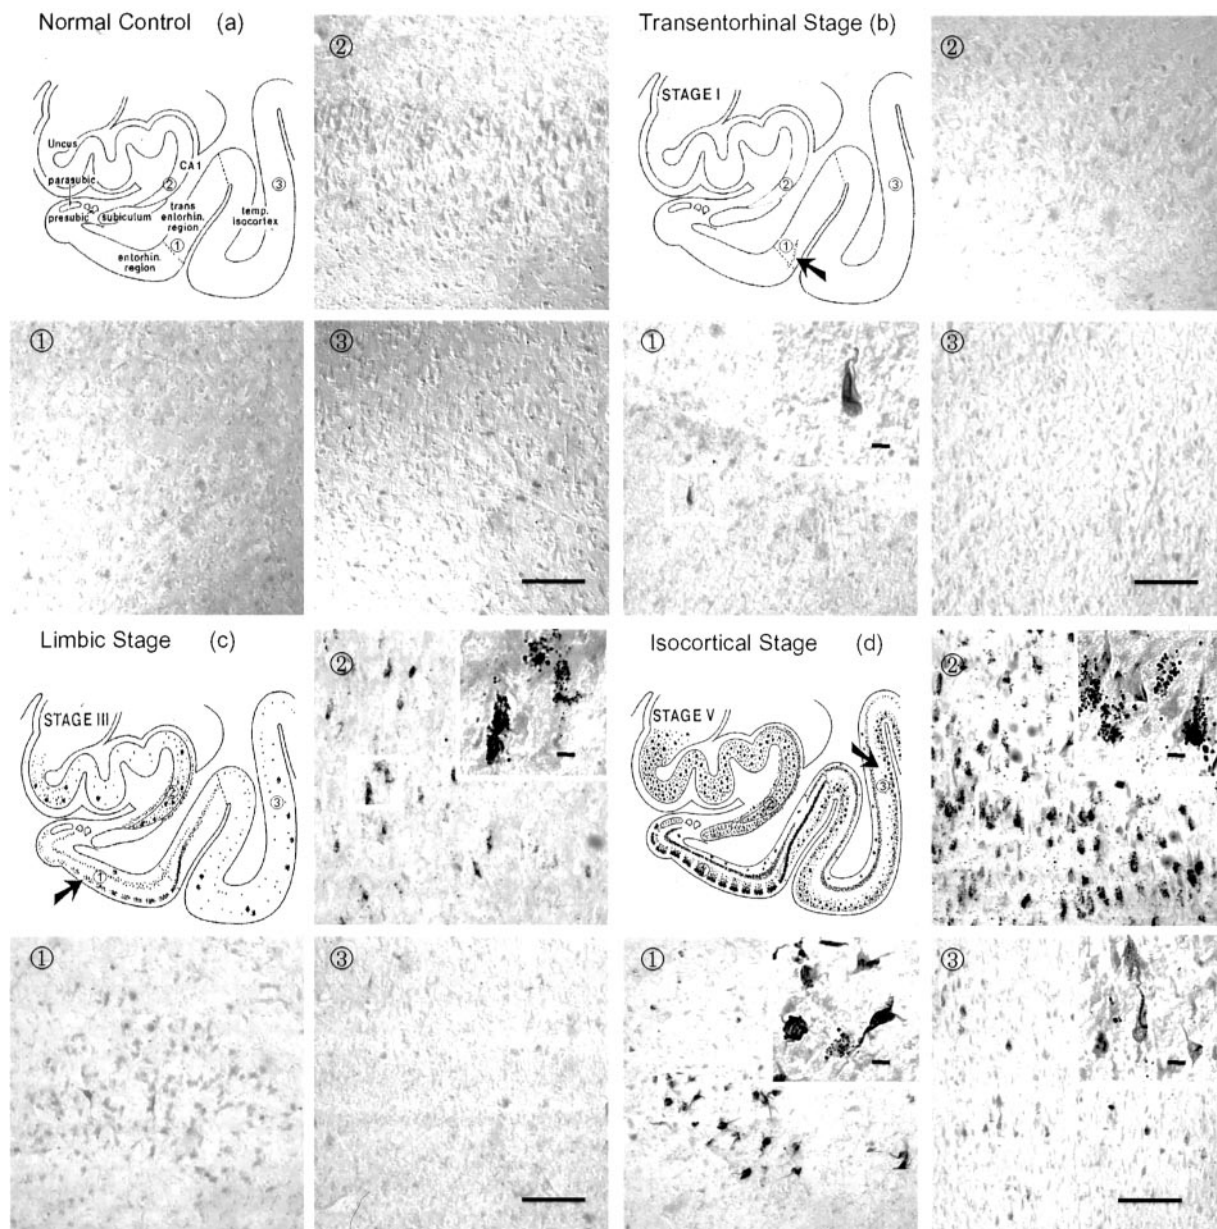 Normal Control (a)
②
Uncus
CA1
parasubic
②
③
presubic
subiculum
trans
entorhin.
region
temp.
isocortex
①
entorhin.
region
①
③
Transentorhinal Stage (b)
②
STAGE I
②
③
①
①
③
Limbic Stage (c)
②
STAGE III
③
①
①
③
Isocortical Stage (d)
②
STAGE V
③
①
③